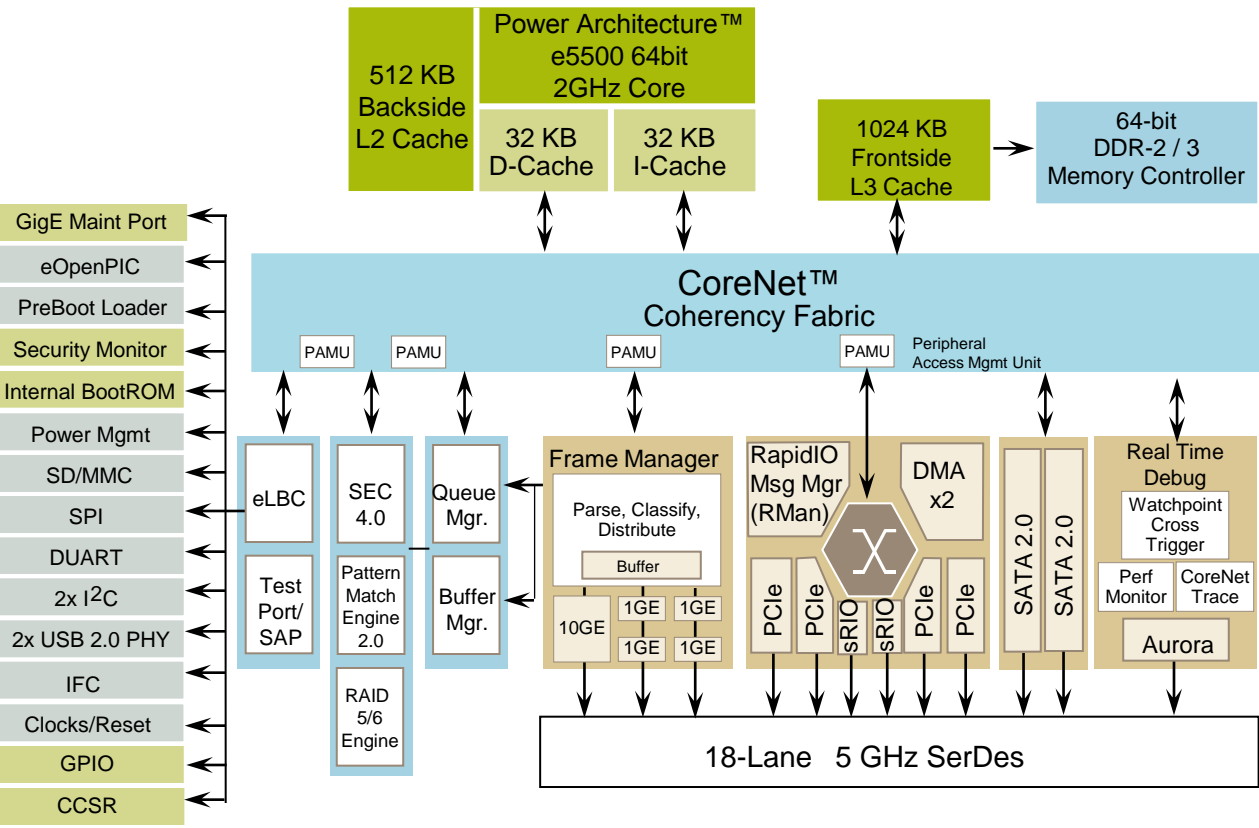 Power Architecture™
e5500 64bit
2GHz Core
512 KB
Backside
L2 Cache
32 KB
D-Cache
32 KB
I-Cache
1024 KB
Frontside
L3 Cache
64-bit
DDR-2 / 3
Memory Controller
GigE Maint Port
eOpenPIC
PreBoot Loader
Security Monitor
Internal BootROM
Power Mgmt
SD/MMC
SPI
DUART
2x I2C
2x USB 2.0 PHY
IFC
Clocks/Reset
GPIO
CCSR
CoreNet™
Coherency Fabric
PAMU
PAMU
PAMU
PAMU
Peripheral
Access Mgmt Unit
eLBC
Test
Port/
SAP
SEC
4.0
Pattern
Match
Engine
2.0
RAID
5/6
Engine
Queue
Mgr.
Buffer
Mgr.
Frame Manager
Parse, Classify,
Distribute
Buffer
10GE
1GE
1GE
1GE
1GE
RapidIO
Msg Mgr
(RMan)
DMA
x2
PCIe
PCIe
sRIO
sRIO
PCIe
PCIe
SATA 2.0
SATA 2.0
Real Time
Debug
Watchpoint
Cross
Trigger
Perf
Monitor
CoreNet
Trace
Aurora
18-Lane 5 GHz SerDes